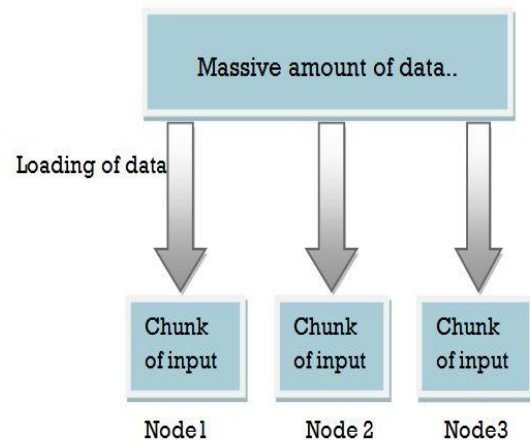 Massive amount of data..
Loading of data
Chunk
of input
Chunk
of input
Chunk
of input
Node1
Node 2
Node3